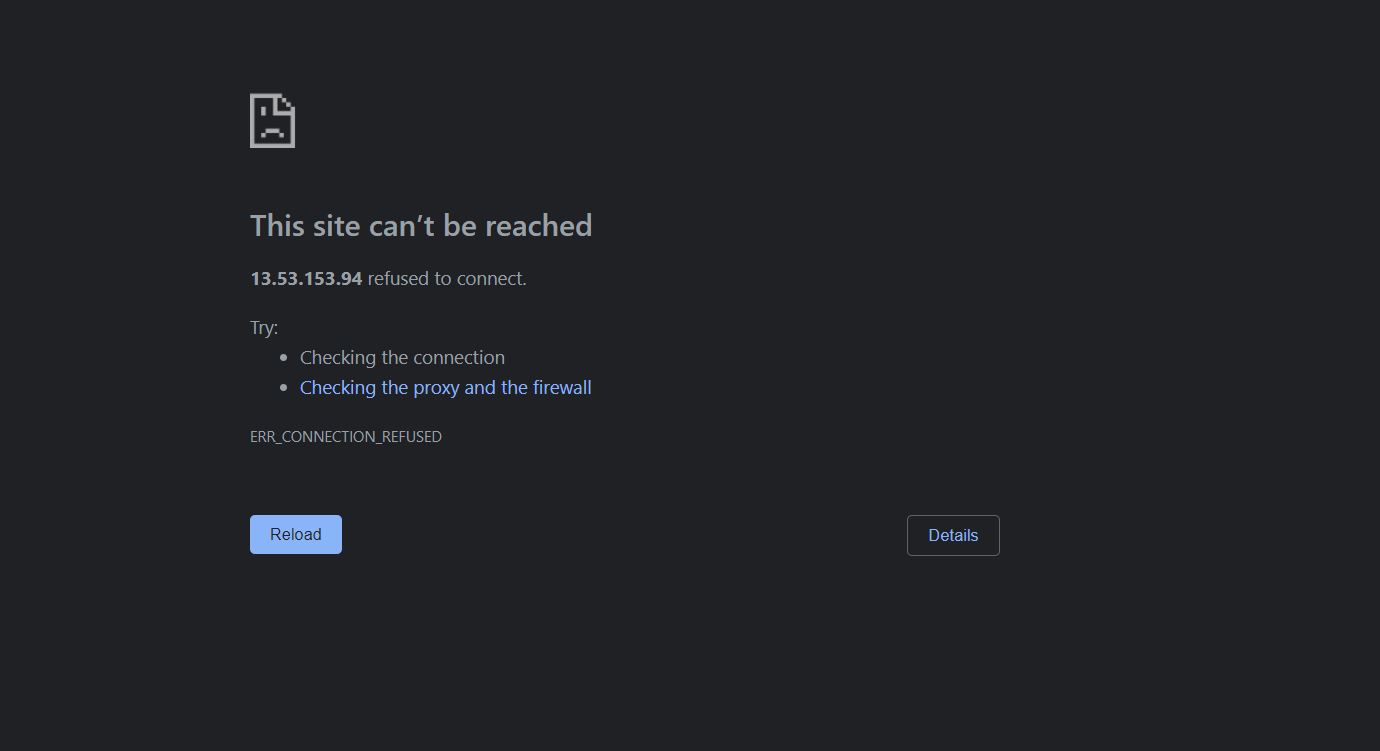 This site can’t be reached
13.53.153.94 refused to connect.
Try:
• Checking the connection
• Checking the proxy and the firewall
ERR_CONNECTION_REFUSED
Reload
Details